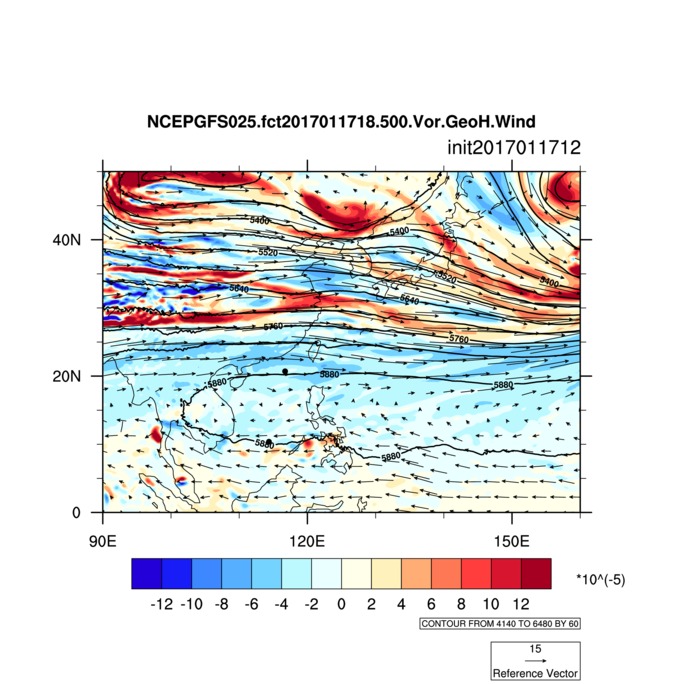 NCEPGFS025.fct2017011718.500.Vor.GeoH.Wind
init2017011712
5400
5400
40N
5520
5520
5400
5640
5640
5760
5760
20N
5880
5880
5880
5880
5880
0
90E 120E 150E
-12 -10 -8 -6 -4 -2 0 2 4 6 8 10 12
*10^(-5)
CONTOUR FROM 4140 TO 6480 BY 60
15
Reference Vector